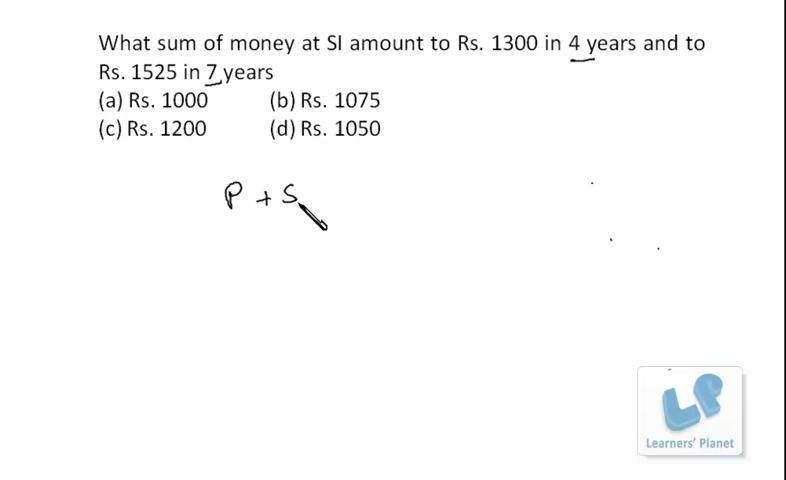 What sum of money at SI amount to Rs. 1300 in 4 years and to
Rs. 1525 in 7 years
(a) Rs. 1000 (b) Rs. 1075
(c) Rs. 1200 (d) Rs. 1050
P + S
LP
Learners' Planet